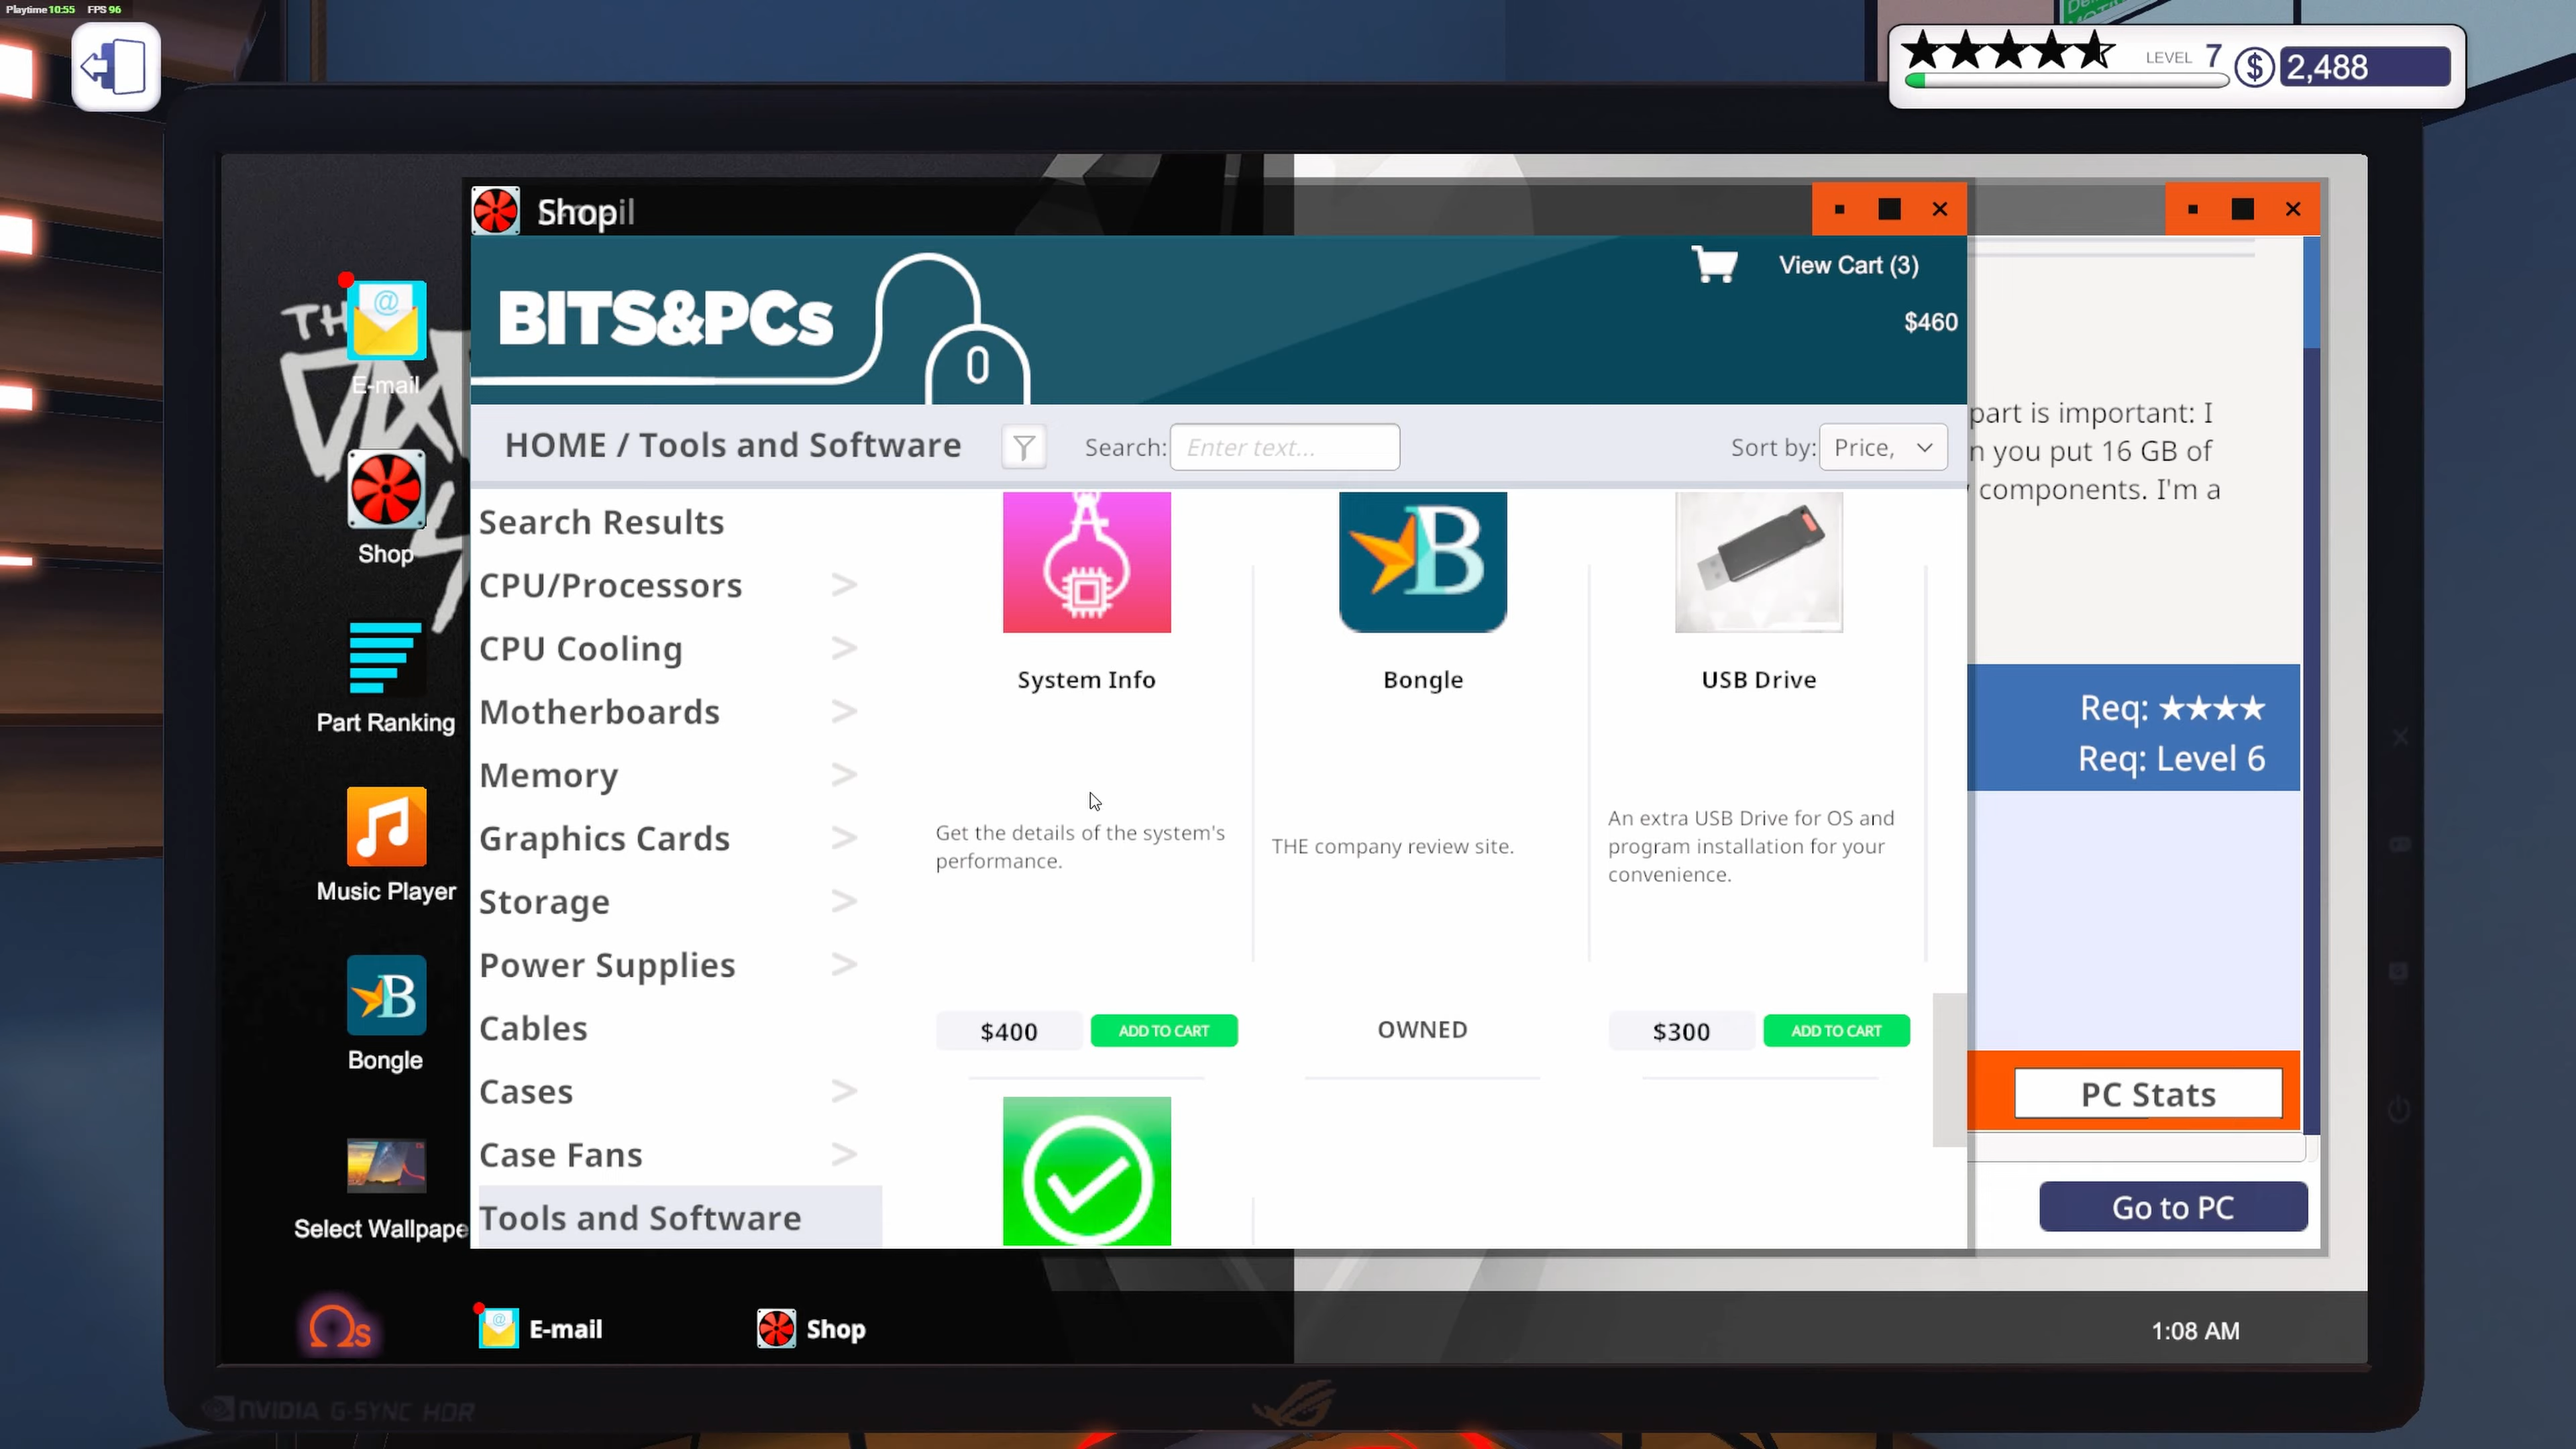 Playtime 10:55 FPS 96
LEVEL 7
$ 2,488
Shop
View Cart (3)
$460
BITS&PCs
HOME / Tools and Software
Search:
Enter text...
Sort by:
Price,
E-mail
Shop
Part Ranking
Music Player
Bongle
Select Wallpape
Search Results
CPU/Processors >
CPU Cooling >
Motherboards >
Memory >
Graphics Cards >
Storage >
Power Supplies >
Cables
Cases >
Case Fans >
Tools and Software
System Info
Get the details of the system's
performance.
$400
ADD TO CART
B
Bongle
THE company review site.
OWNED
USB Drive
An extra USB Drive for OS and
program installation for your
convenience.
$300
ADD TO CART
part is important: I
n you put 16 GB of
components. I'm a
Req: ★★★★
Req: Level 6
PC Stats
Go to PC
Ωs
E-mail
Shop
1:08 AM
NVIDIA G-SYNC HDR